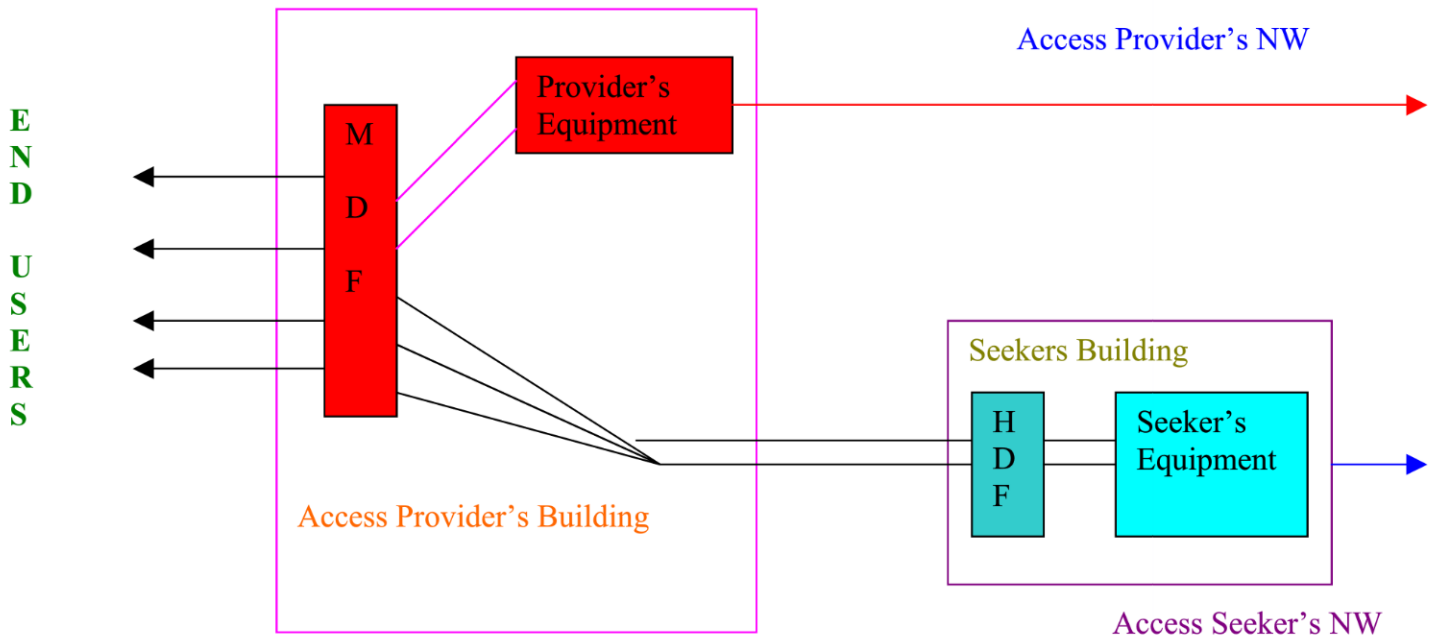 Access Provider's NW
Provider's
Equipment
E
N
D
U
S
E
R
S
M
D
F
Seekers Building
H
D
F
Seeker's
Equipment
Access Provider's Building
Access Seeker's NW